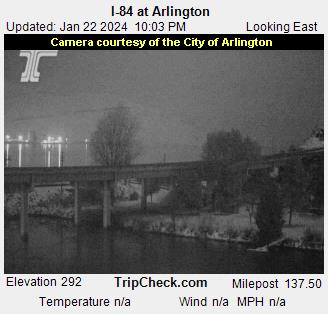 I-84 at Arlington
Updated: Jan 22 2024 10:03 PM Looking East
Camera courtesy of the City of Arlington
Elevation 292 TripCheck.com Milepost 137.50
Temperature n/a Wind n/a MPH n/a